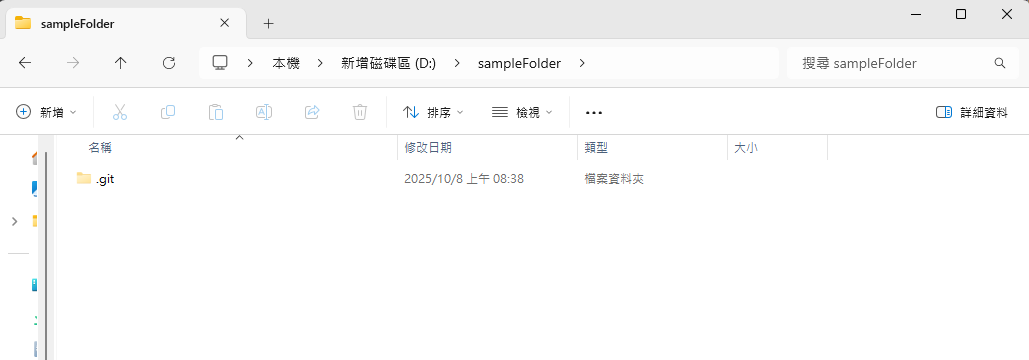 sampleFolder
本機 新增磁碟區 (D:) sampleFolder 搜尋 sampleFolder
新增 排序 檢視 詳細資料
名稱 修改日期 類型 大小
.git 2025/10/8 上午 08:38 檔案資料夾